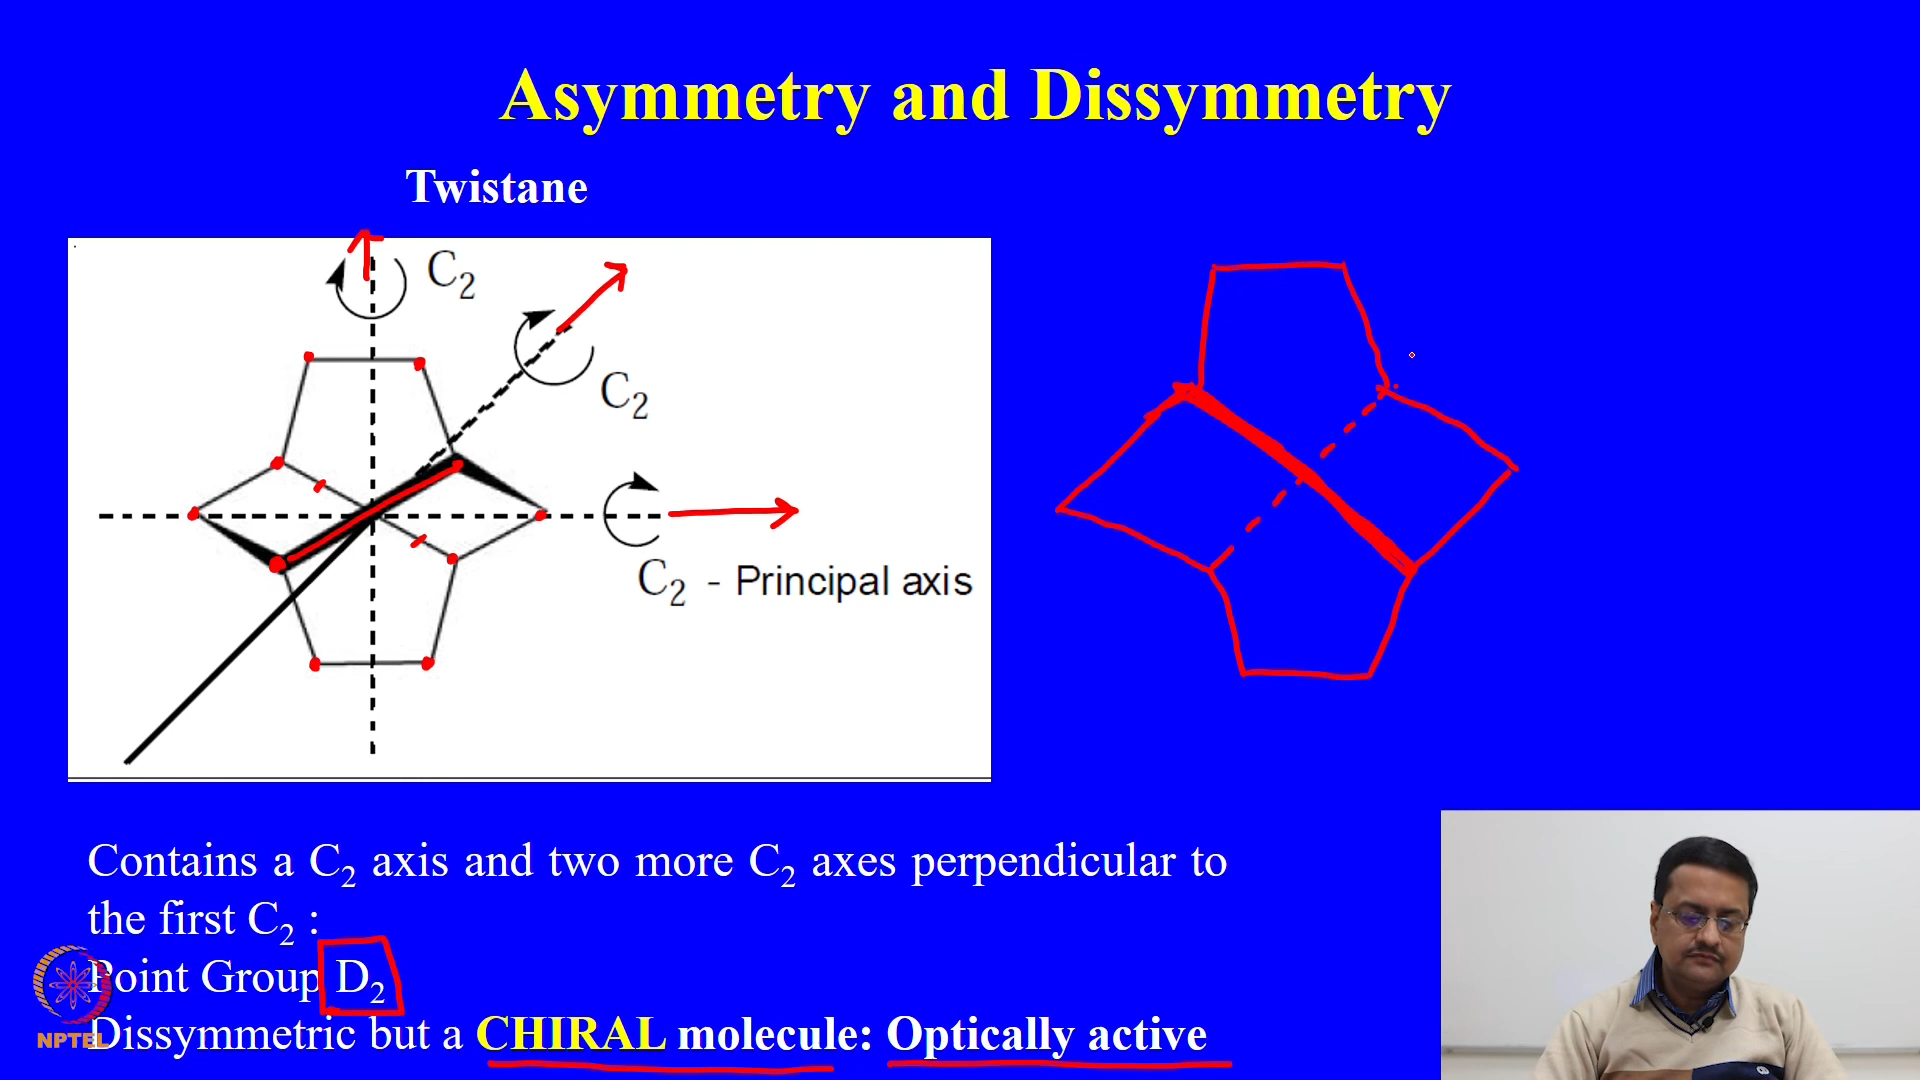 Asymmetry and Dissymmetry
Twistane
C2
C2
C2 - Principal axis
Contains a C2 axis and two more C2 axes perpendicular to
the first C2 :
Point Group D2
Dissymmetric but a CHIRAL molecule: Optically active
NPTEL